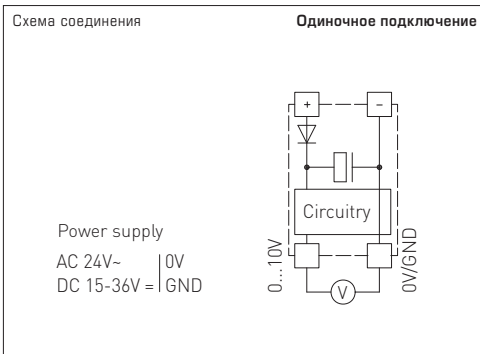 Схема соединения
Одиночное подключение
+ −
Circuitry
Power supply
AC 24V~ 0V
DC 15-36V = GND
0...10V
0V/GND
V